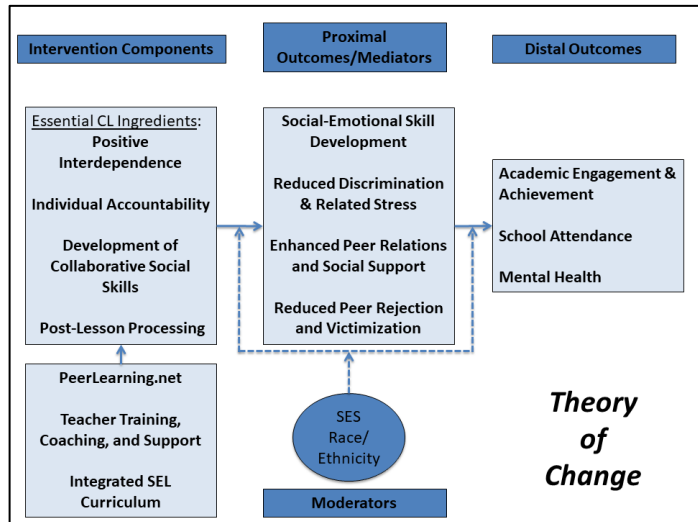 Intervention Components
Proximal
Outcomes/Mediators
Distal Outcomes
Essential CL Ingredients:
Positive
Interdependence
Individual Accountability
Development of
Collaborative Social
Skills
Post-Lesson Processing
Social-Emotional Skill
Development
Reduced Discrimination
& Related Stress
Enhanced Peer Relations
and Social Support
Reduced Peer Rejection
and Victimization
Academic Engagement &
Achievement
School Attendance
Mental Health
PeerLearning.net
Teacher Training,
Coaching, and Support
Integrated SEL
Curriculum
SES
Race/
Ethnicity
Moderators
Theory
of
Change